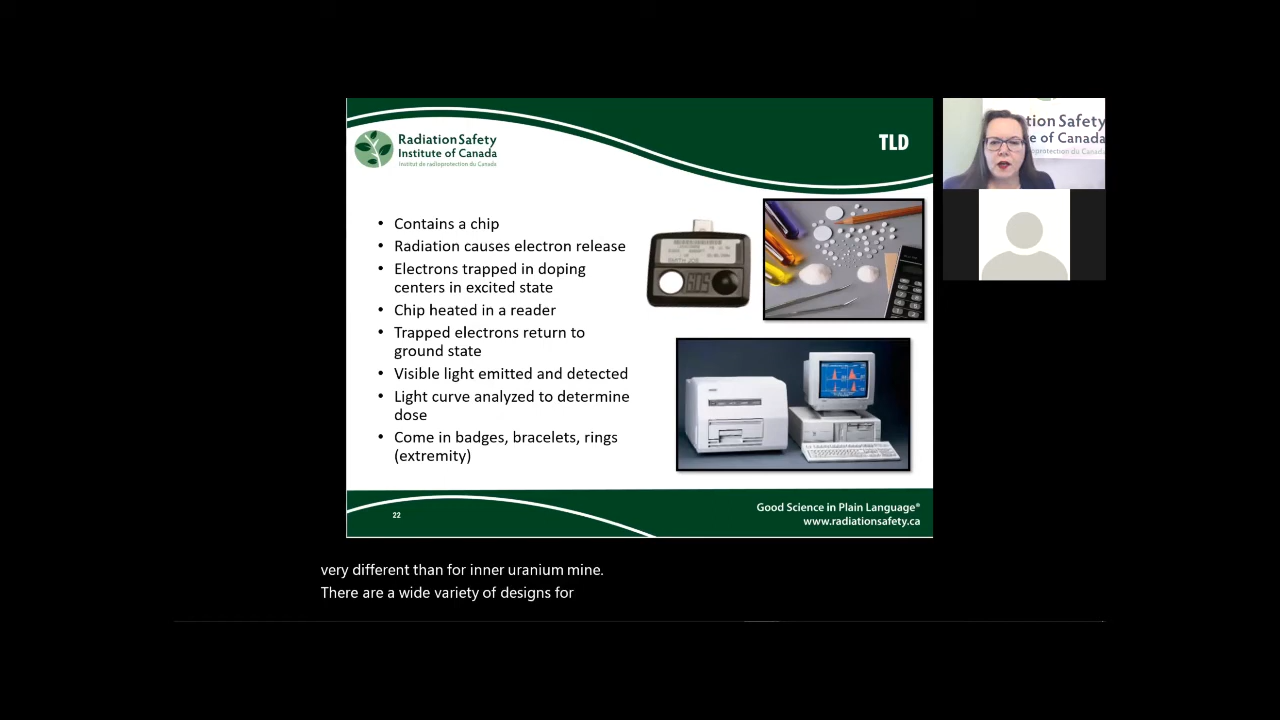 Radiation Safety
Institute of Canada
Institut de radioprotection du Canada
TLD
tion Safety
te of Canada
oprotection du Canada
• Contains a chip
• Radiation causes electron release
• Electrons trapped in doping
centers in excited state
• Chip heated in a reader
• Trapped electrons return to
ground state
• Visible light emitted and detected
• Light curve analyzed to determine
dose
• Come in badges, bracelets, rings
(extremity)
22
Good Science in Plain Language®
www.radiationsafety.ca
very different than for inner uranium mine.
There are a wide variety of designs for